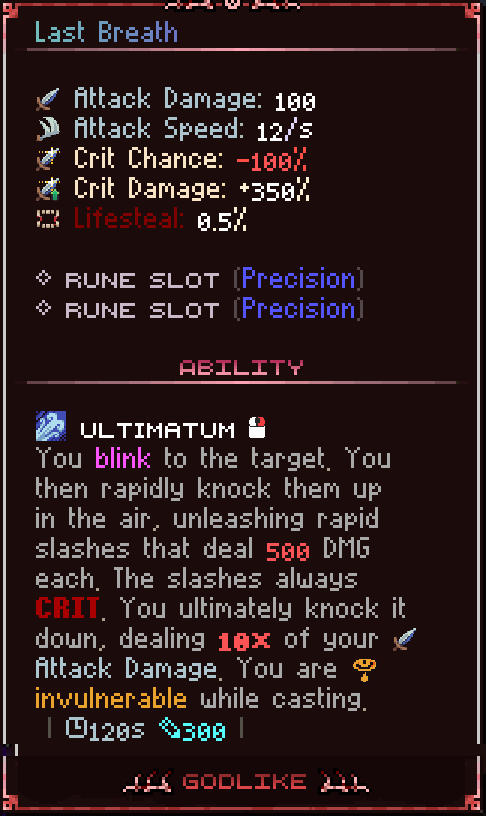 Last Breath
Attack Damage: 100
Attack Speed: 12/s
Crit Chance: -100%
Crit Damage: +350%
Lifesteal: 0.5%
RUNE SLOT (Precision)
RUNE SLOT (Precision)
ABILITY
ULTIMATUM
You blink to the target. You
then rapidly knock them up
in the air, unleashing rapid
slashes that deal 500 DMG
each. The slashes always
CRIT. You ultimately knock it
down, dealing 10x of your
Attack Damage. You are
invulnerable while casting.
| 120s 300 |
GODLIKE